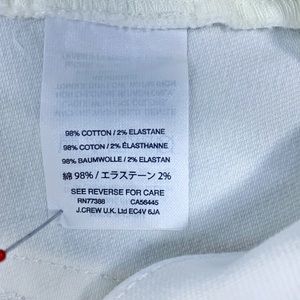 98% COTTON / 2% ELASTANE
98% COTON / 2% ÉLASTHANNE
98% BAUMWOLLE / 2% ELASTAN
綿 98% / エラステーン 2%
SEE REVERSE FOR CARE
RN77388 CA56445
J.CREW U.K. Ltd EC4V 6JA